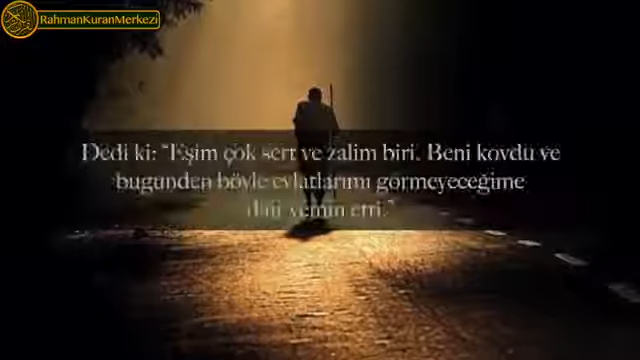 RahmanKuranMerkezi
Dedi ki: "Eşim çok sert ve zalim biri. Beni kovdu ve
bugünden böyle evlatlarımı görmeyeceğime
dair yemin etti."